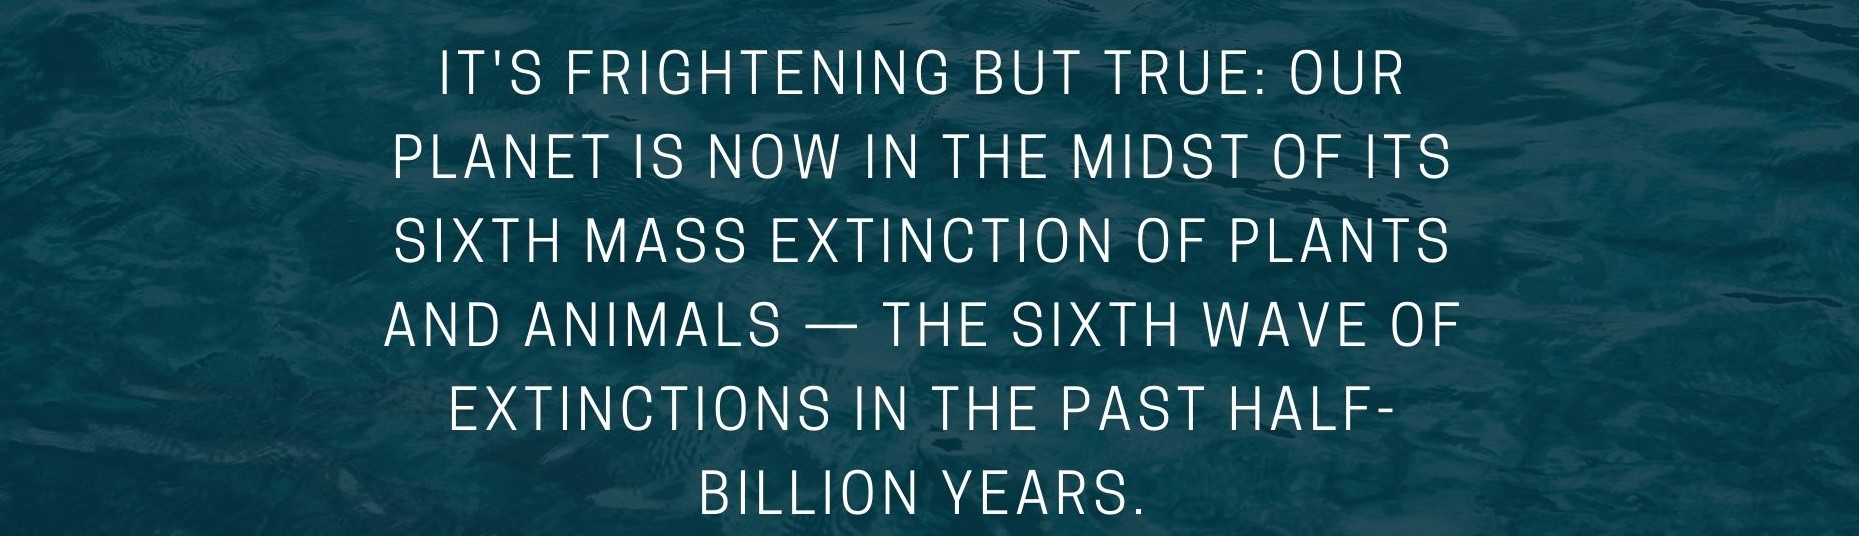 IT'S FRIGHTENING BUT TRUE: OUR
PLANET IS NOW IN THE MIDST OF ITS
SIXTH MASS EXTINCTION OF PLANTS
AND ANIMALS — THE SIXTH WAVE OF
EXTINCTIONS IN THE PAST HALF-
BILLION YEARS.